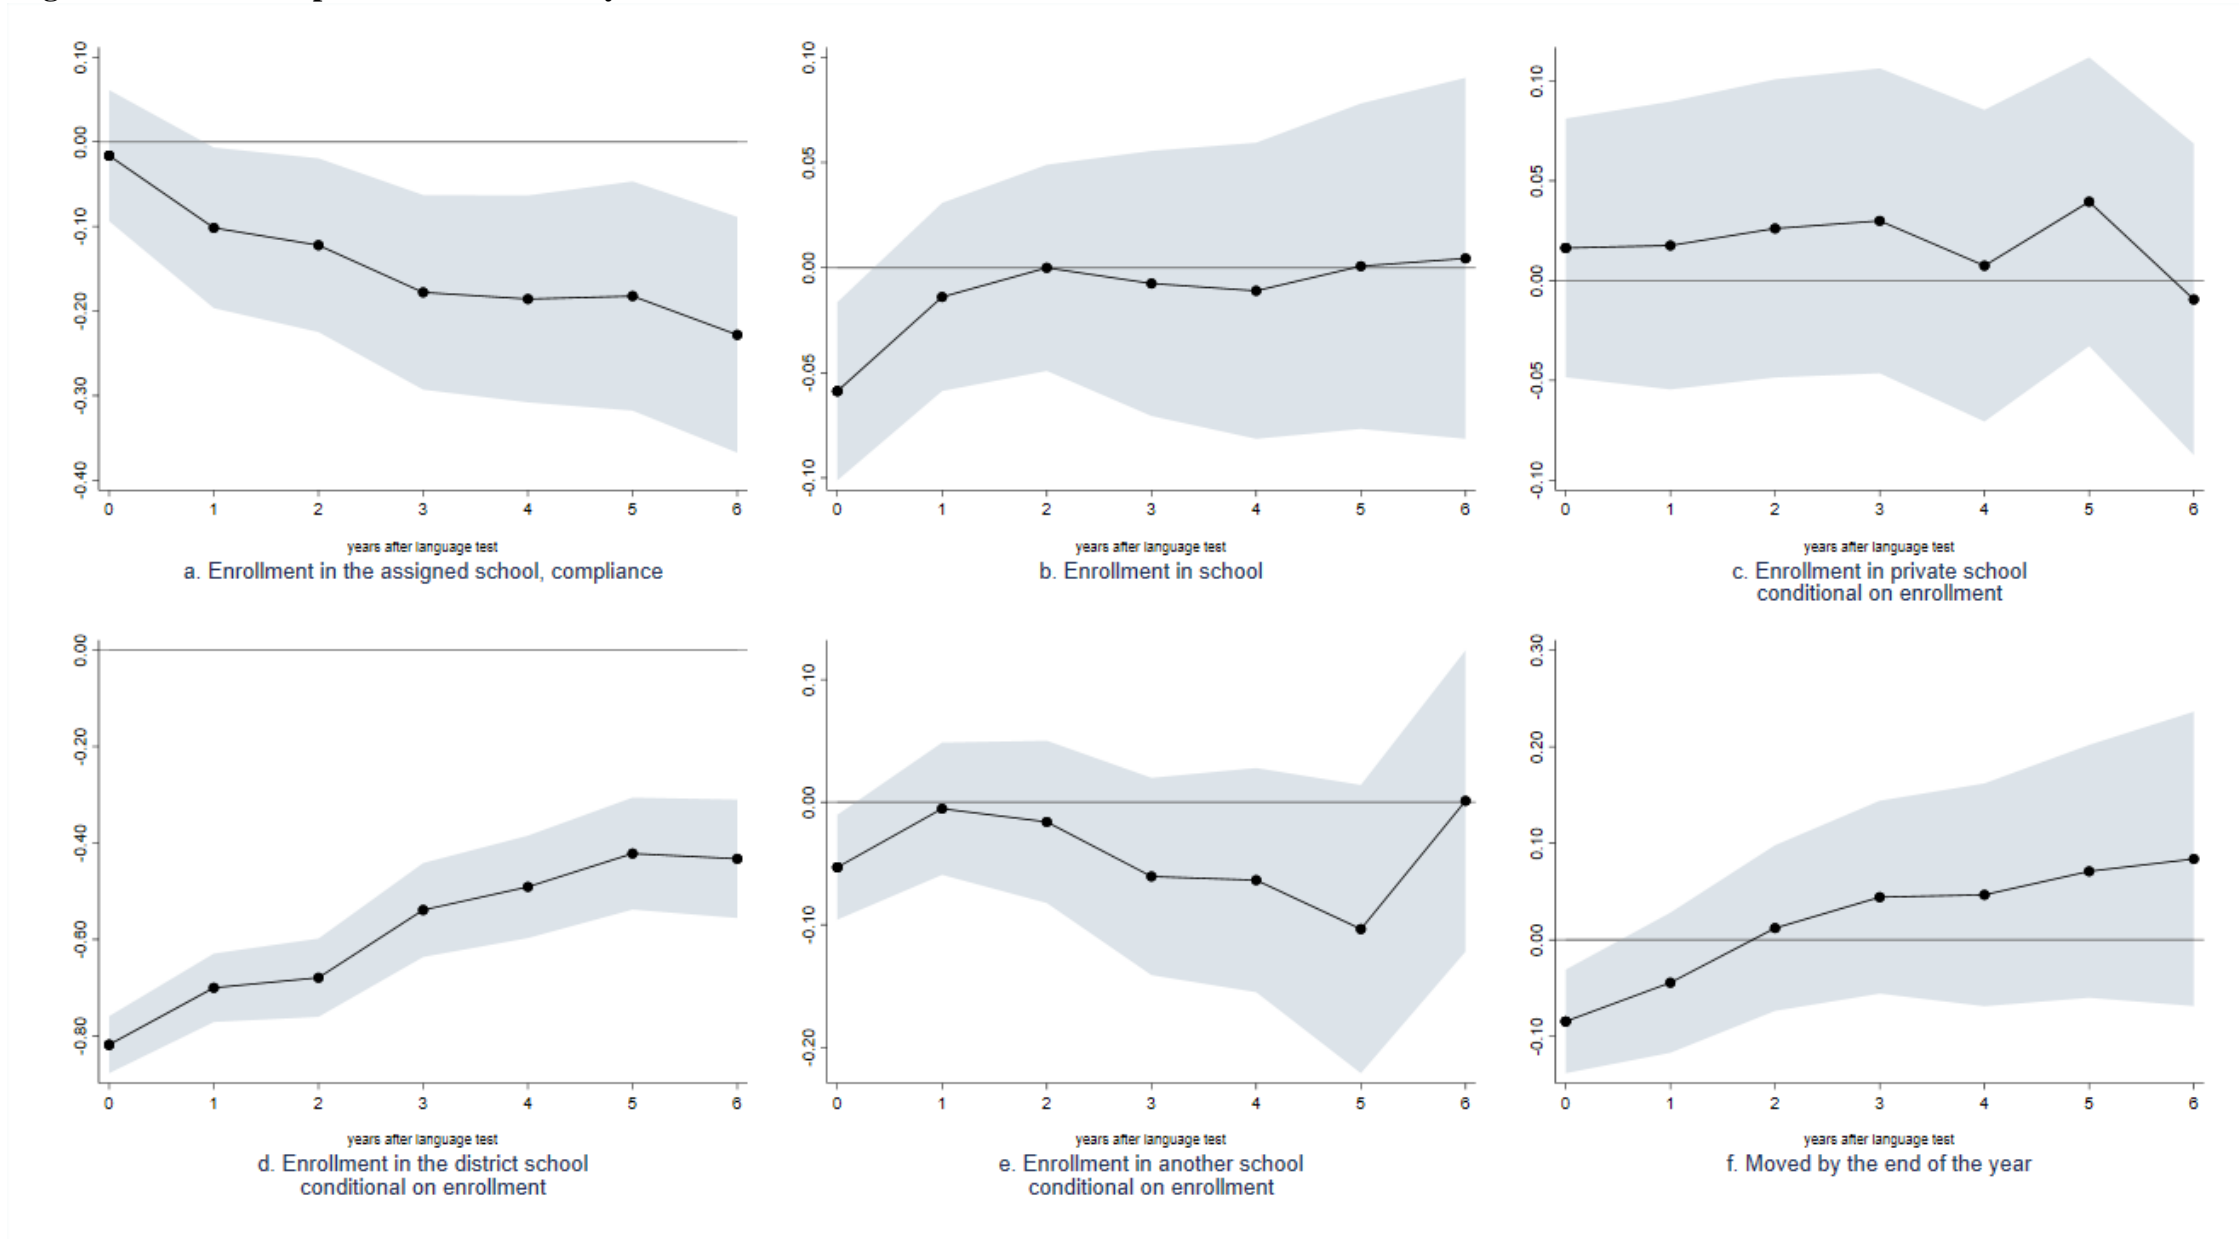 0.10
0.00
-0.10
-0.20
-0.30
-0.40
0 1 2 3 4 5 6
years after language test
a. Enrollment in the assigned school, compliance
0.10
0.05
0.00
-0.05
-0.10
0 1 2 3 4 5 6
years after language test
b. Enrollment in school
0.10
0.05
0.00
-0.05
-0.10
0 1 2 3 4 5 6
years after language test
c. Enrollment in private school
conditional on enrollment
0.00
-0.20
-0.40
-0.60
-0.80
0 1 2 3 4 5 6
years after language test
d. Enrollment in the district school
conditional on enrollment
0.10
0.00
-0.10
-0.20
0 1 2 3 4 5 6
years after language test
e. Enrollment in another school
conditional on enrollment
0.30
0.20
0.10
0.00
-0.10
0 1 2 3 4 5 6
years after language test
f. Moved by the end of the year